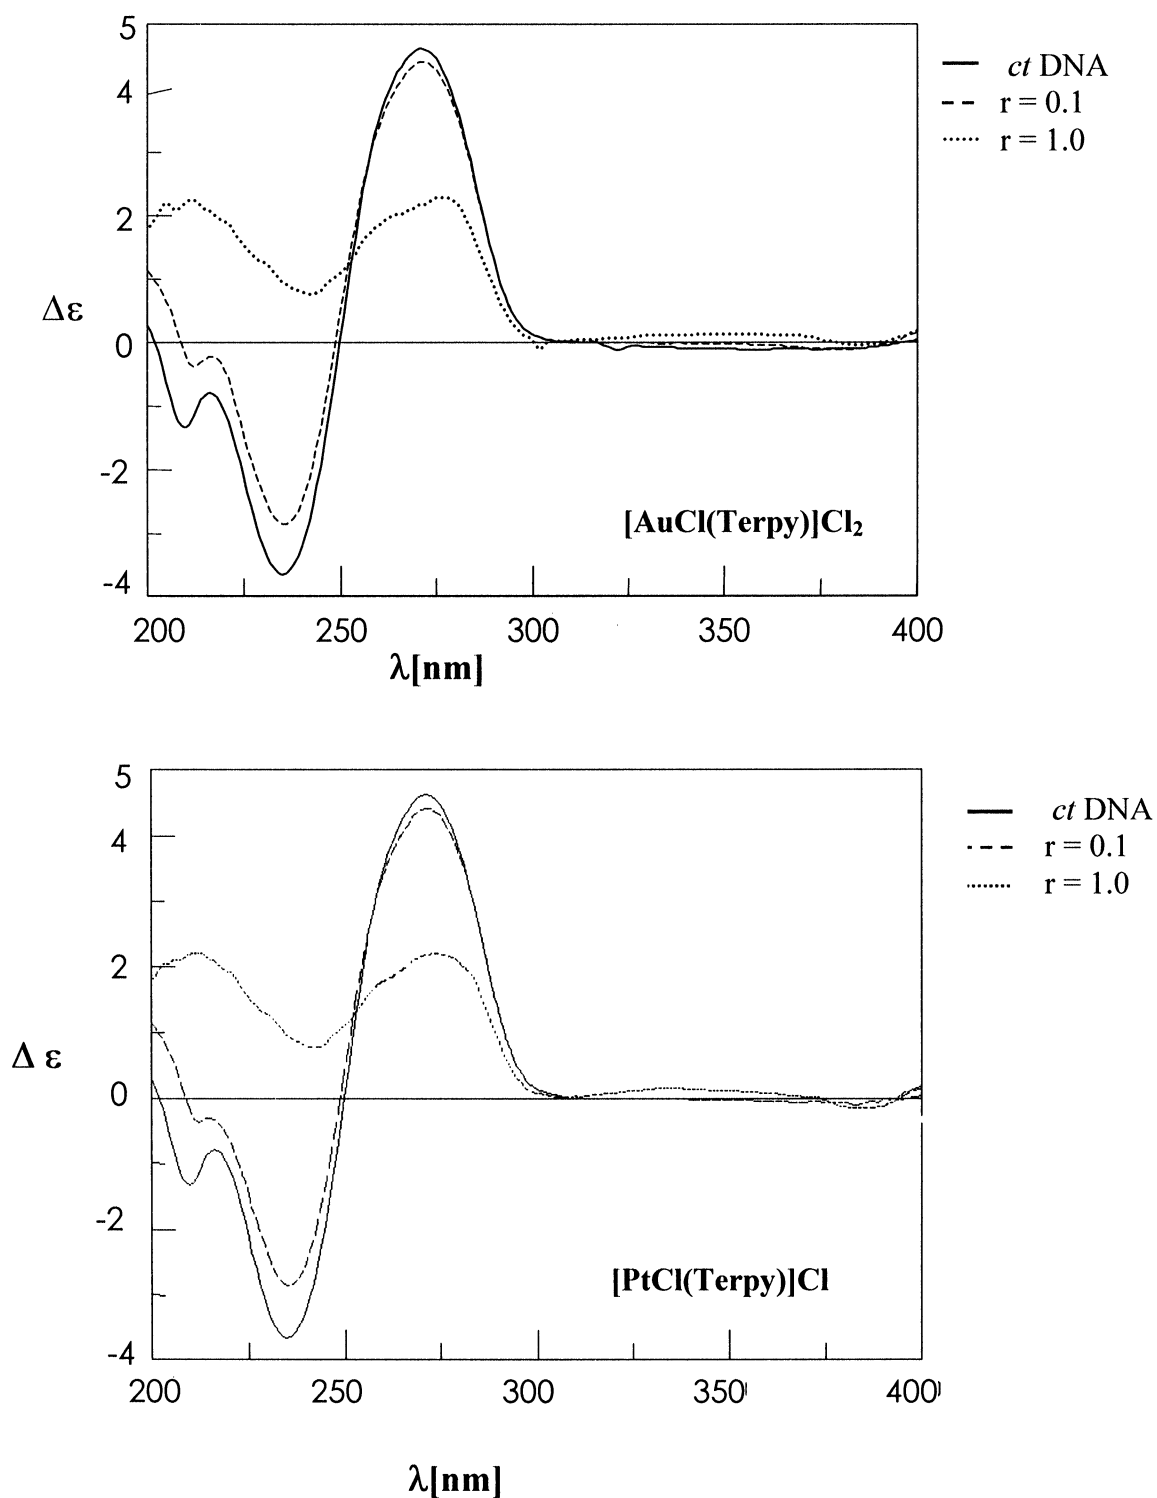 5
4
2
0
-2
-4
Δε
200 250 300 350 400
λ[nm]
[AuCl(Terpy)]Cl₂
ct DNA
r = 0.1
r = 1.0
5
4
2
0
-2
-4
Δ ε
200 250 300 350 400
λ[nm]
[PtCl(Terpy)]Cl
ct DNA
r = 0.1
r = 1.0